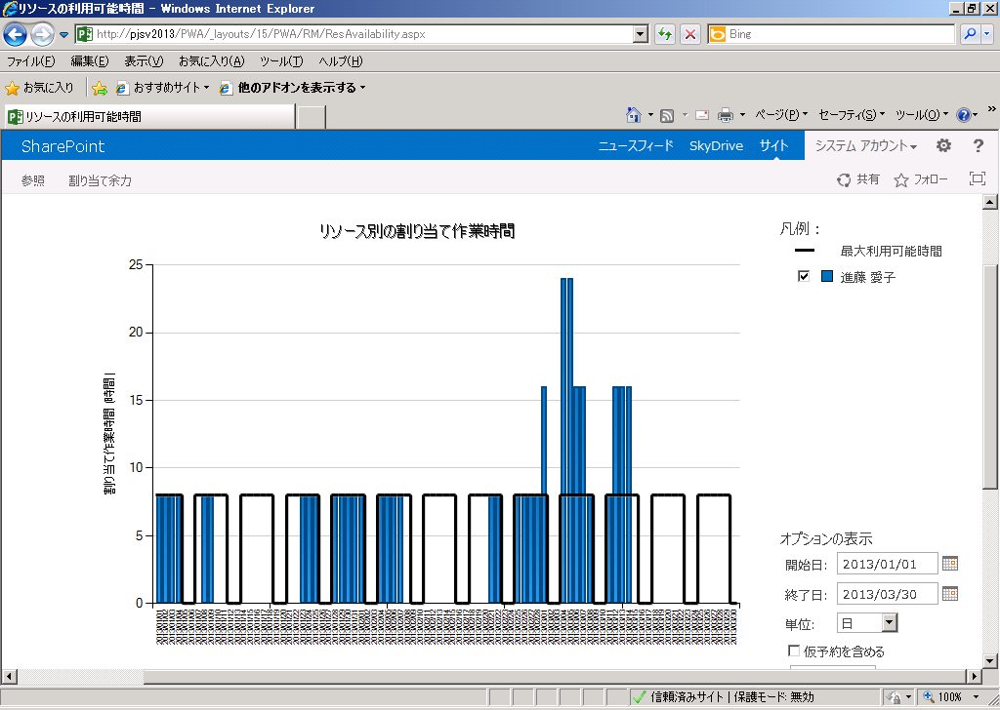 リソースの利用可能時間 - Windows Internet Explorer
http://pjsv2013/PWA/_layouts/15/PWA/RM/ResAvailability.aspx
Bing
ファイル(F) 編集(E) 表示(V) お気に入り(A) ツール(T) ヘルプ(H)
お気に入り おすすめサイト 他のアドオンを表示する
リソースの利用可能時間 ページ(P) セーフティ(S) ツール(O) »
SharePoint ニュースフィード SkyDrive サイト システム アカウント ?
参照 割り当て余力 共有 フォロー
リソース別の割り当て作業時間
凡例：
最大利用可能時間
進藤 愛子
25
20
15
10
5
0
割り当て作業時間 (時間)
オプションの表示
開始日: 2013/01/01
終了日: 2013/03/30
単位: 日
仮予約を含める
信頼済みサイト | 保護モード: 無効 100%